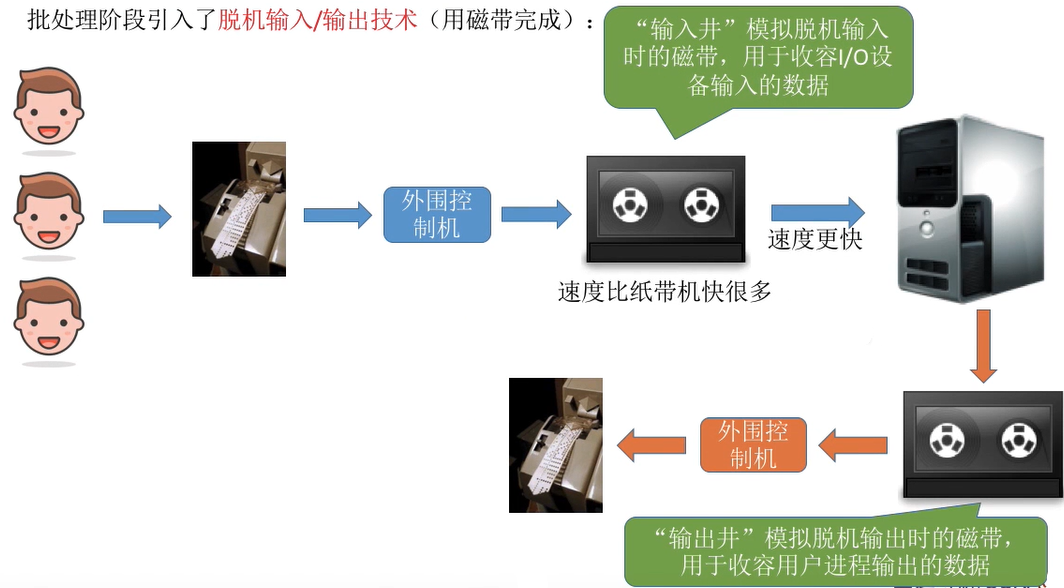 批处理阶段引入了脱机输入/输出技术（用磁带完成）：
“输入井”模拟脱机输入
时的磁带，用于收容I/O设
备输入的数据
外围控
制机
速度更快
速度比纸带机快很多
外围控
制机
“输出井”模拟脱机输出时的磁带，
用于收容用户进程输出的数据